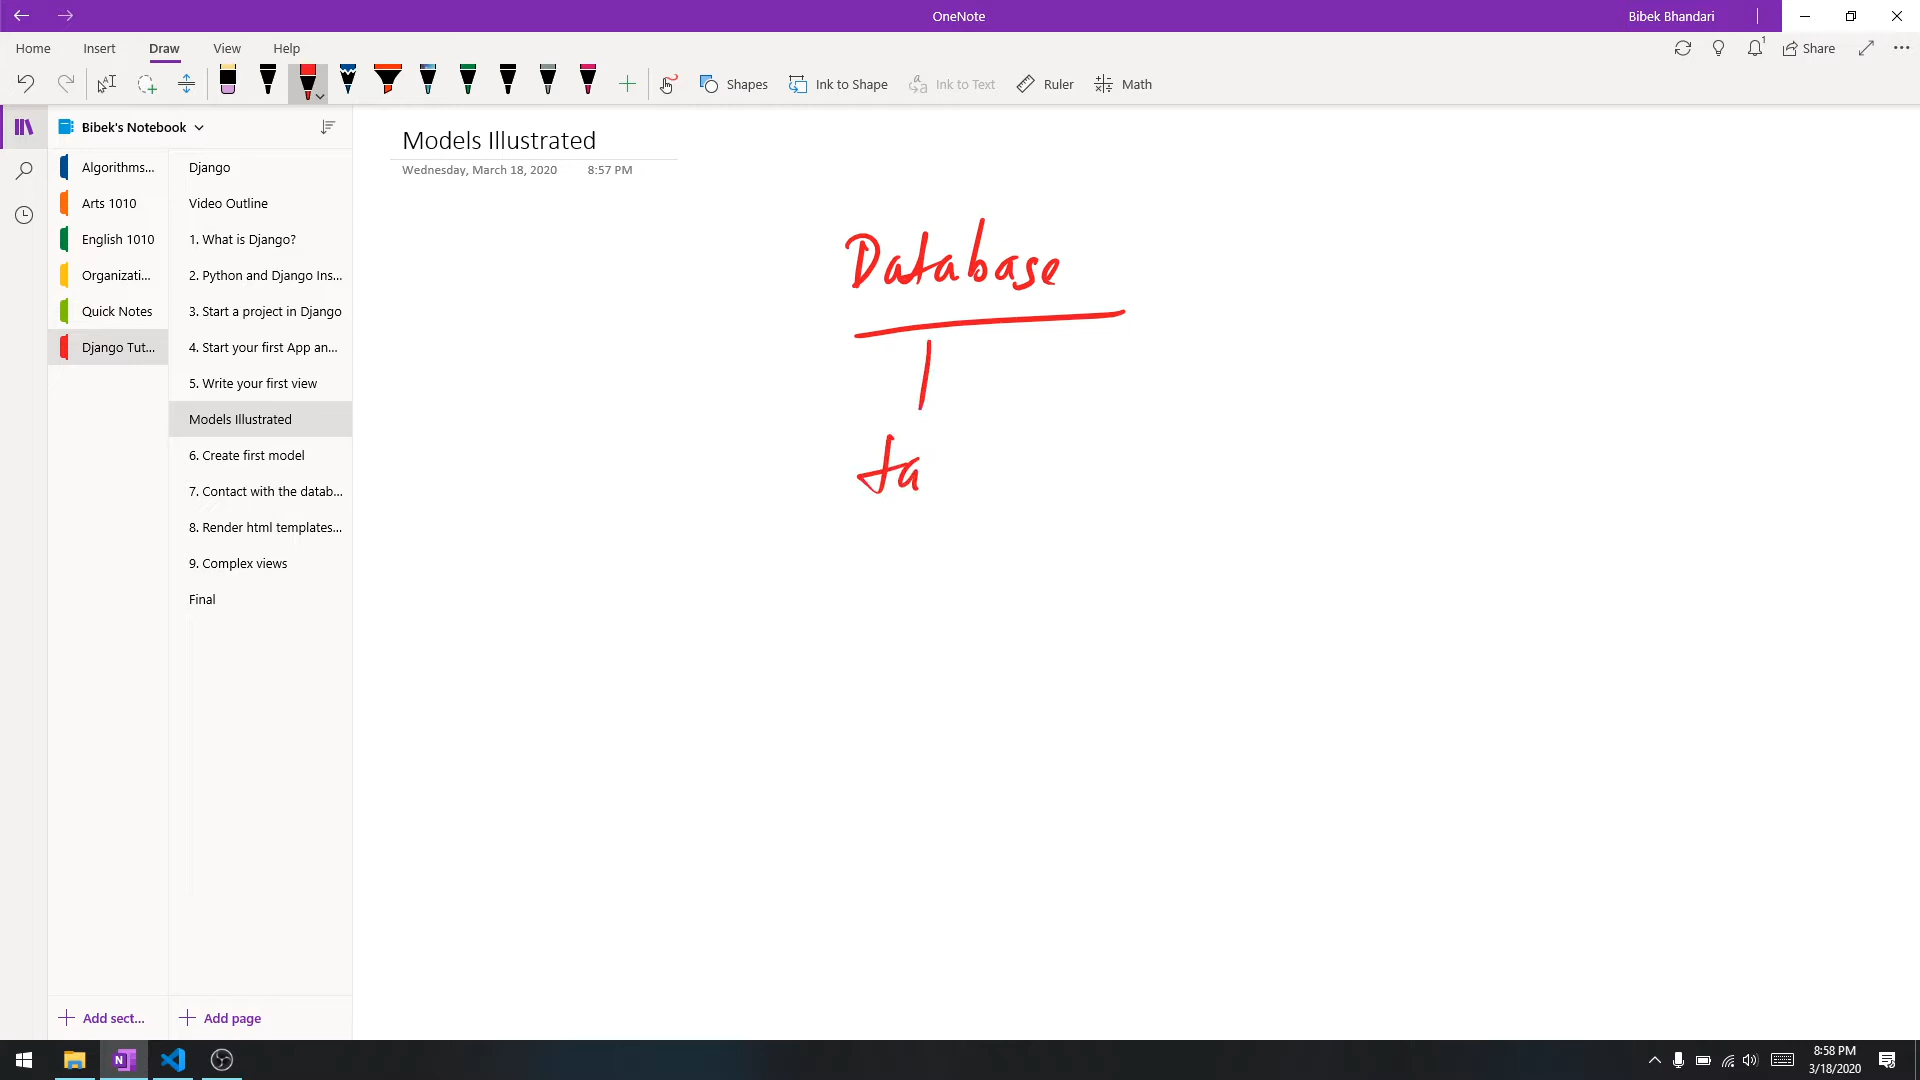 OneNote
Bibek Bhandari
Home Insert Draw View Help
1 Share
Shapes Ink to Shape Ink to Text Ruler Math
Bibek's Notebook
Models Illustrated
Wednesday, March 18, 2020 8:57 PM
Algorithms...
Arts 1010
English 1010
Organizati...
Quick Notes
Django Tut...
Django
Video Outline
1. What is Django?
2. Python and Django Ins...
3. Start a project in Django
4. Start your first App an...
5. Write your first view
Models Illustrated
6. Create first model
7. Contact with the datab...
8. Render html templates...
9. Complex views
Final
Database
ta
Add sect...
Add page
8:58 PM
3/18/2020